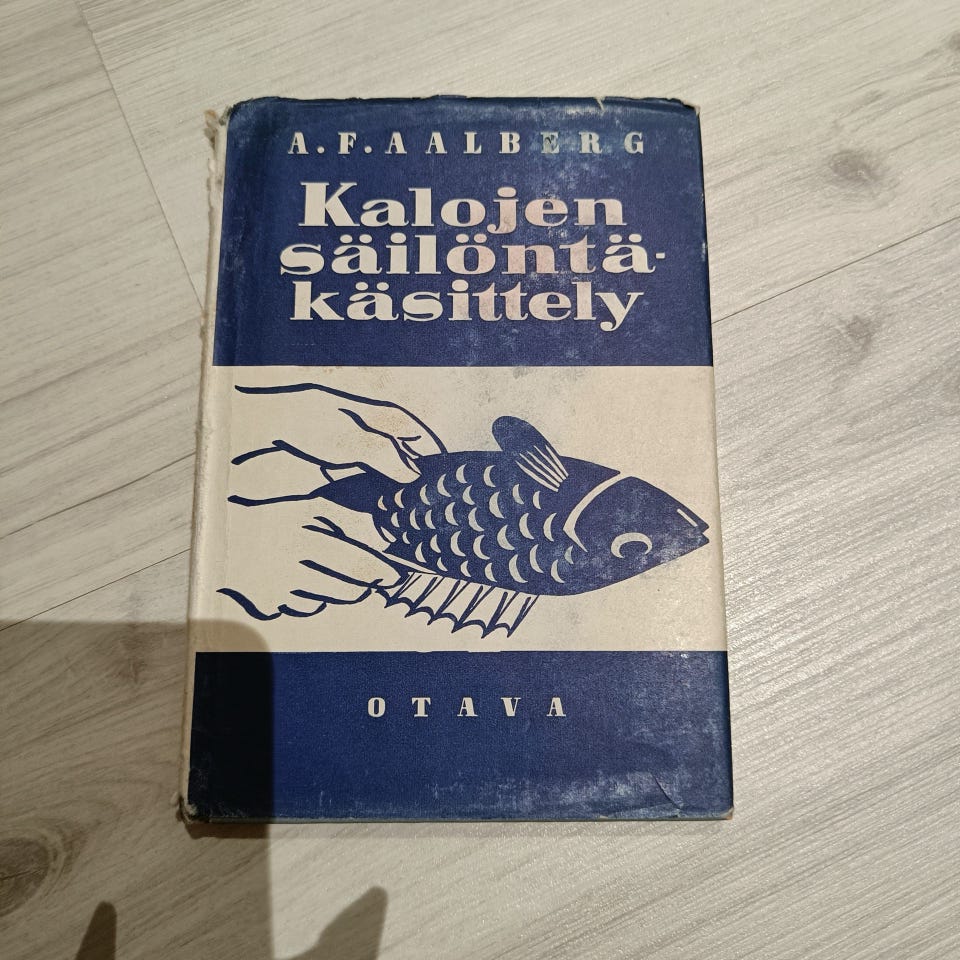 A.F.AALBERG
Kalojen
säilöntä-
käsittely
OTAVA